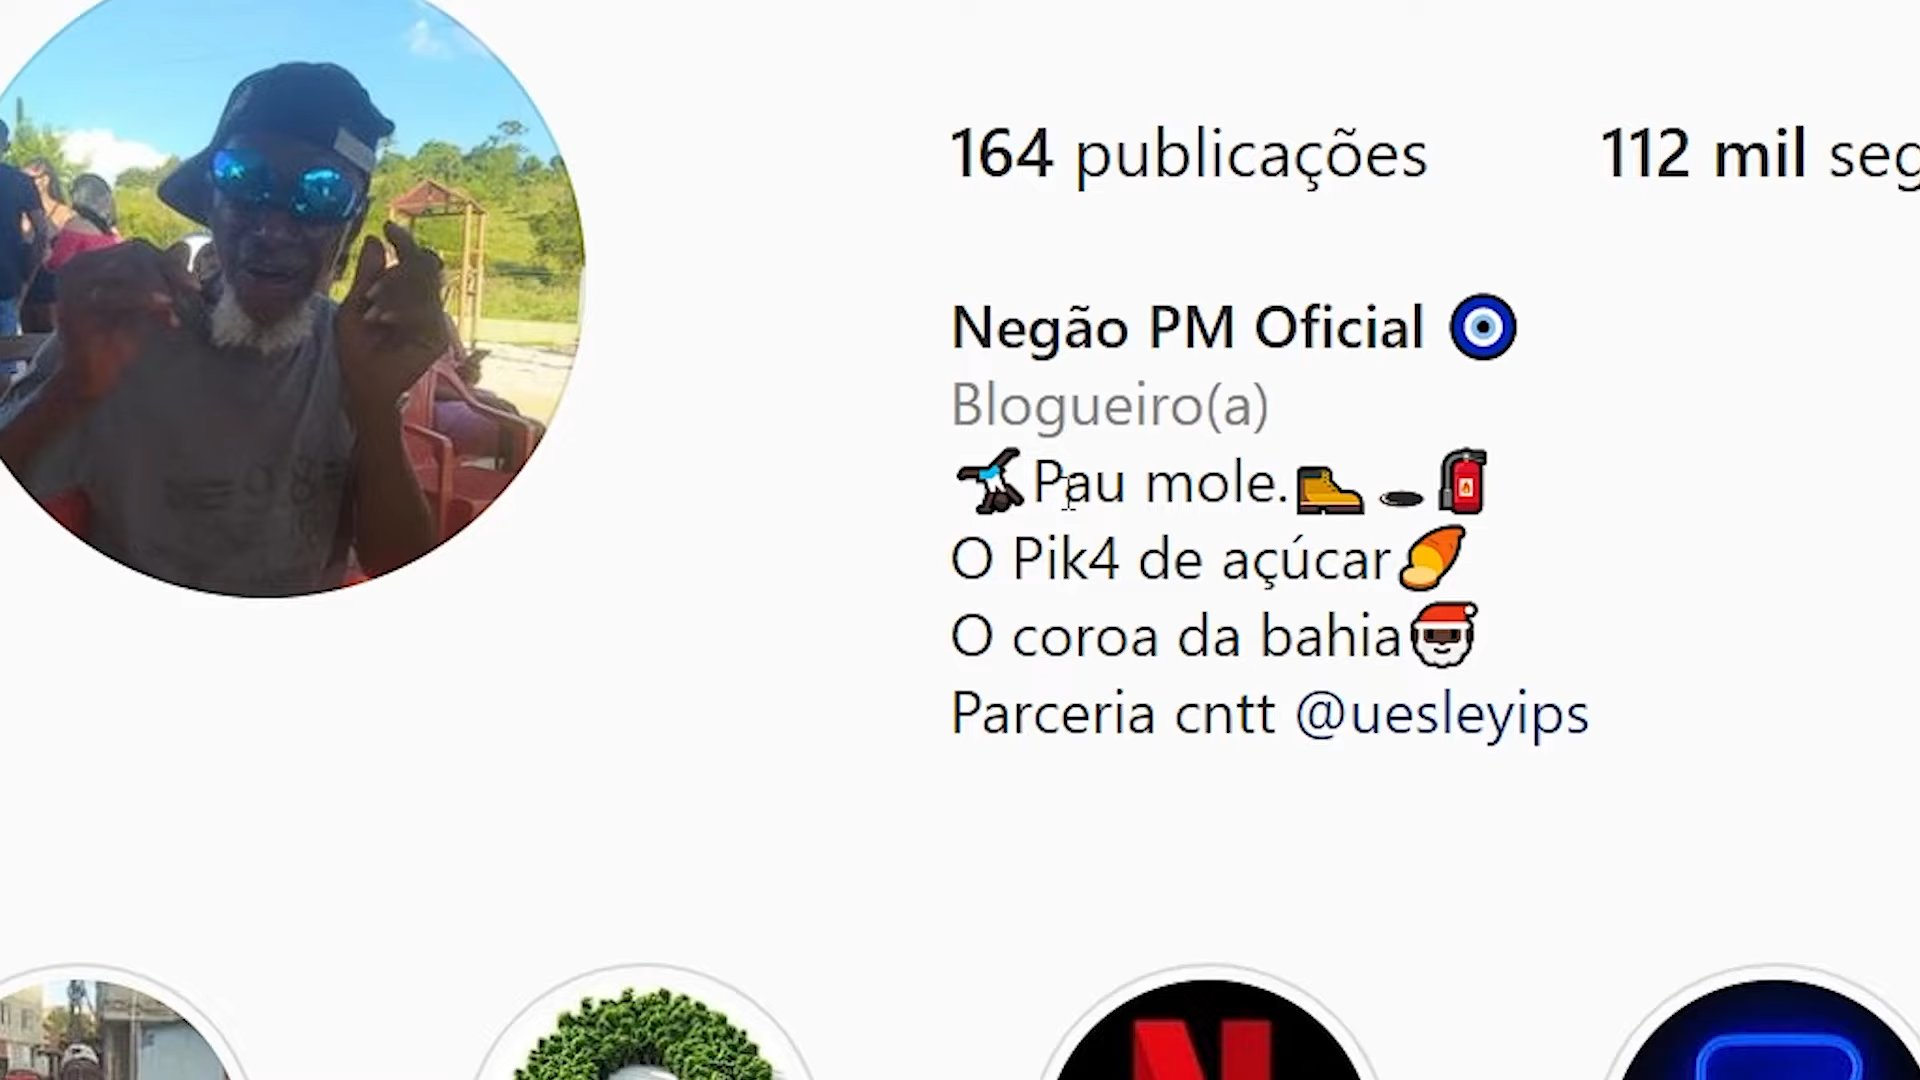 164 publicações 112 mil seg
Negão PM Oficial 🧿
Blogueiro(a)
Pau mole.🥾🕳️🧯
O Pik4 de açúcar🍠
O coroa da bahia🎅🏿
Parceria cntt @uesleyips